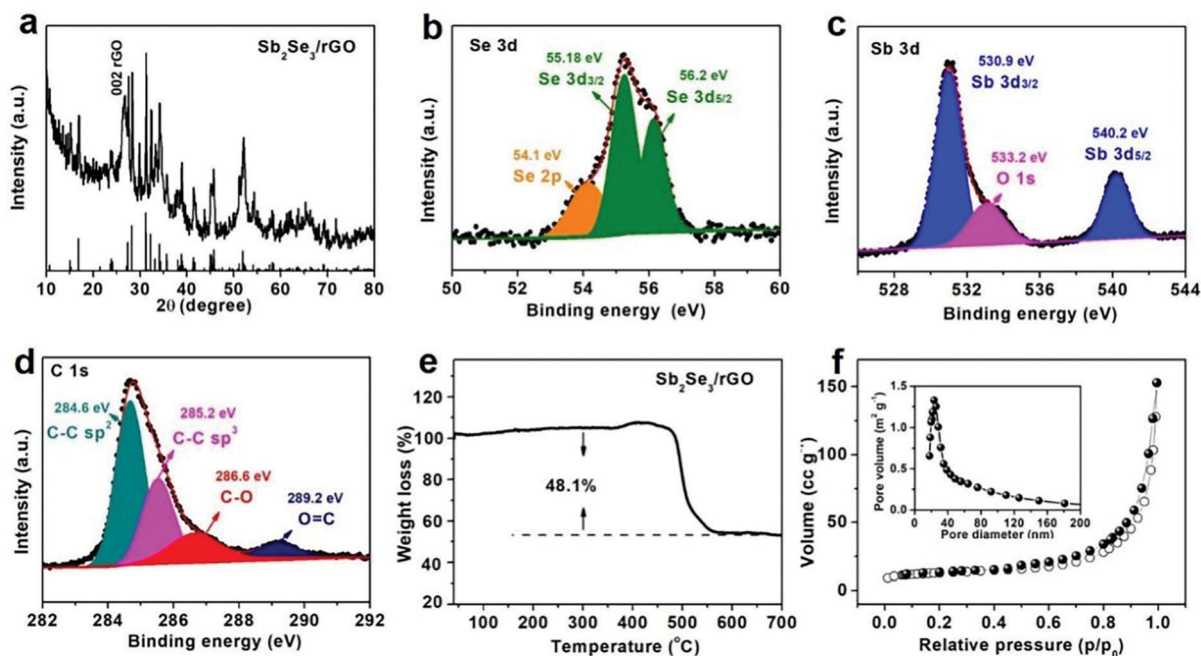 a
Sb₂Se₃/rGO
002 rGO
Intensity (a.u.)
10 20 30 40 50 60 70 80
2θ (degree)
b
Se 3d
55.18 eV
Se 3d₃/₂
56.2 eV
Se 3d₅/₂
54.1 eV
Se 2p
Intensity (a.u.)
50 52 54 56 58 60
Binding energy (eV)
c
Sb 3d
530.9 eV
Sb 3d₃/₂
533.2 eV
O 1s
540.2 eV
Sb 3d₅/₂
Intensity (a.u.)
528 532 536 540 544
Binding energy (eV)
d
C 1s
284.6 eV
C-C sp²
285.2 eV
C-C sp³
286.6 eV
C-O
289.2 eV
O=C
Intensity (a.u.)
282 284 286 288 290 292
Binding energy (eV)
e
Sb₂Se₃/rGO
120
100
80
60
40
20
48.1%
Weight loss (%)
100 200 300 400 500 600 700
Temperature (°C)
f
150
100
50
0
Volume (cc g⁻¹)
1.5
1.0
0.5
0.0
Pore volume (m² g⁻¹)
0 40 80 120 160 200
Pore diameter (nm)
0.0 0.2 0.4 0.6 0.8 1.0
Relative pressure (p/p₀)